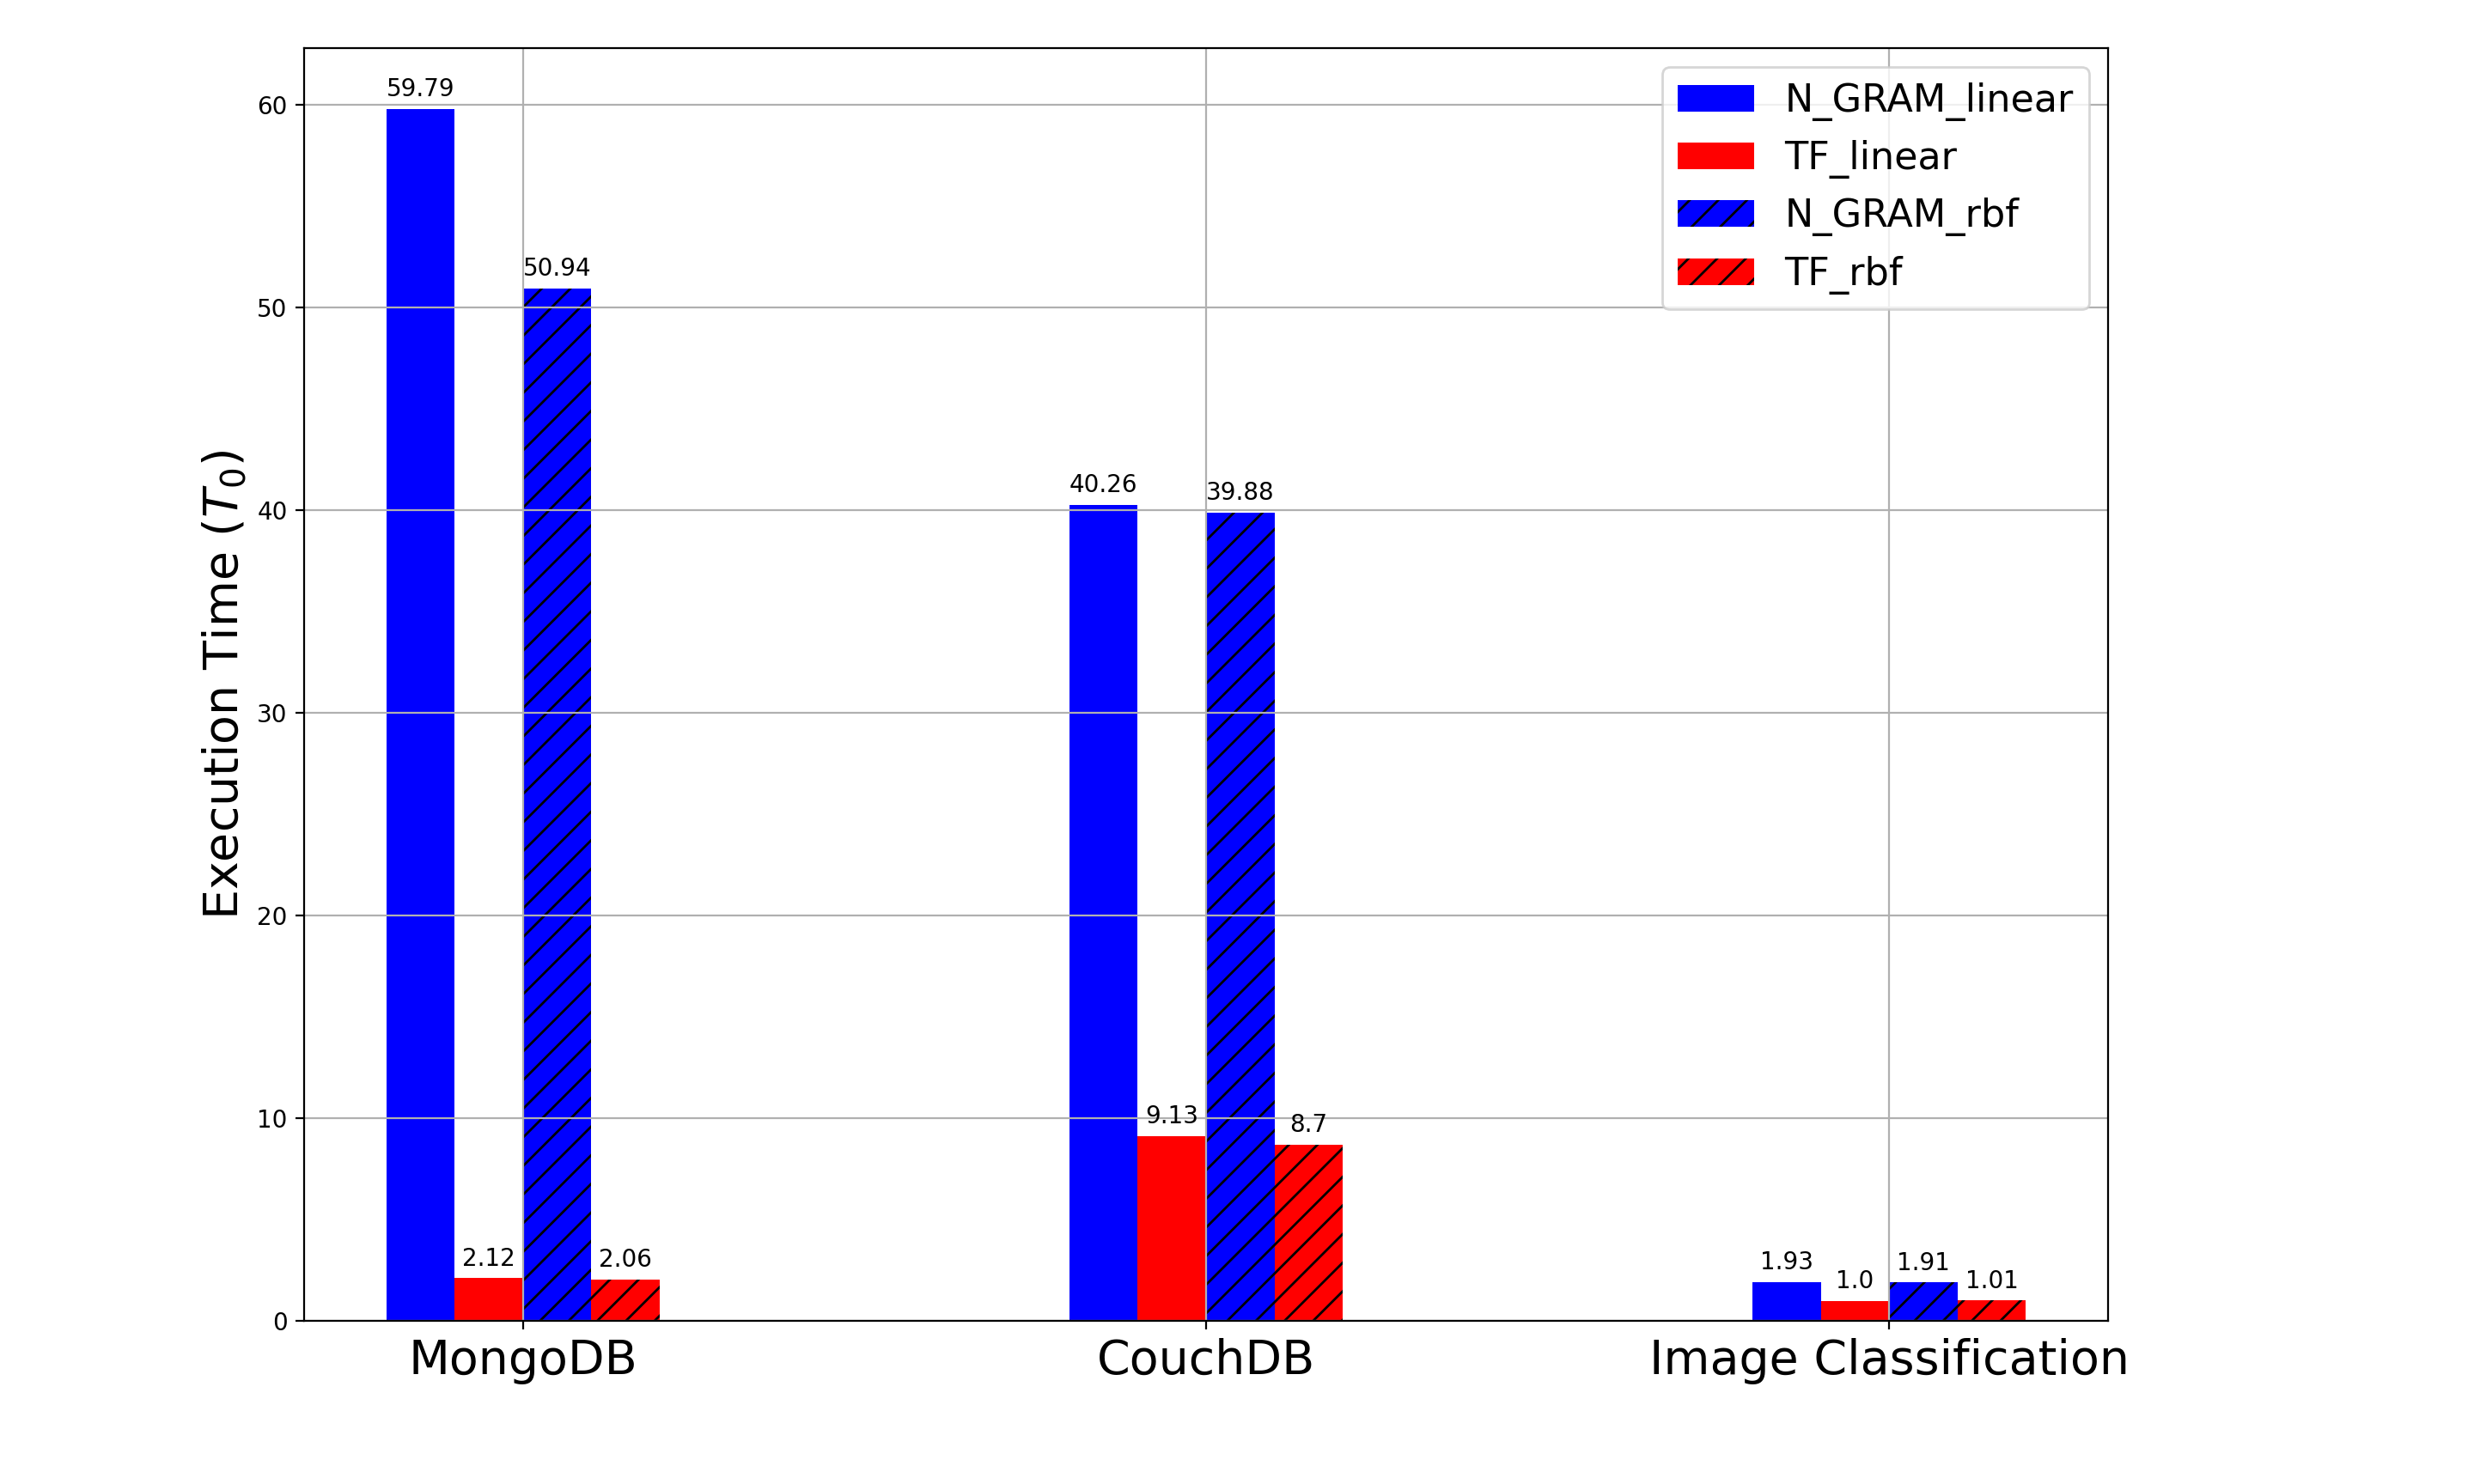 59.79
50.94
40.26
39.88
2.12
2.06
9.13
8.7
1.93
1.0
1.91
1.01
N_GRAM_linear
TF_linear
N_GRAM_rbf
TF_rbf
Execution Time (T₀)
60
50
40
30
20
10
0
MongoDB
CouchDB
Image Classification